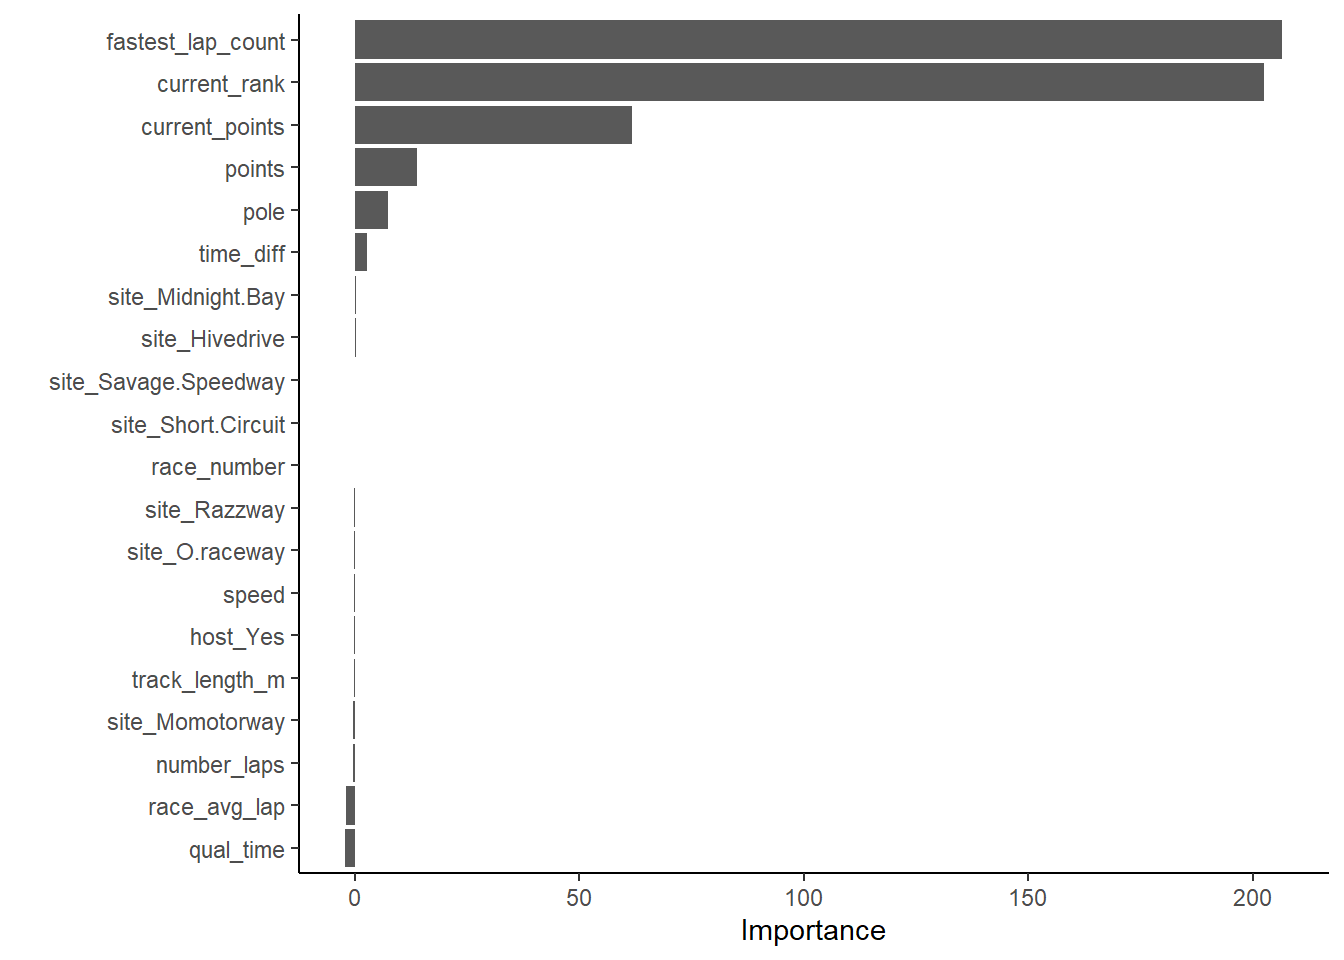 fastest_lap_count
current_rank
current_points
points
pole
time_diff
site_Midnight.Bay
site_Hivedrive
site_Savage.Speedway
site_Short.Circuit
race_number
site_Razzway
site_O.raceway
speed
host_Yes
track_length_m
site_Momotorway
number_laps
race_avg_lap
qual_time
0 50 100 150 200
Importance